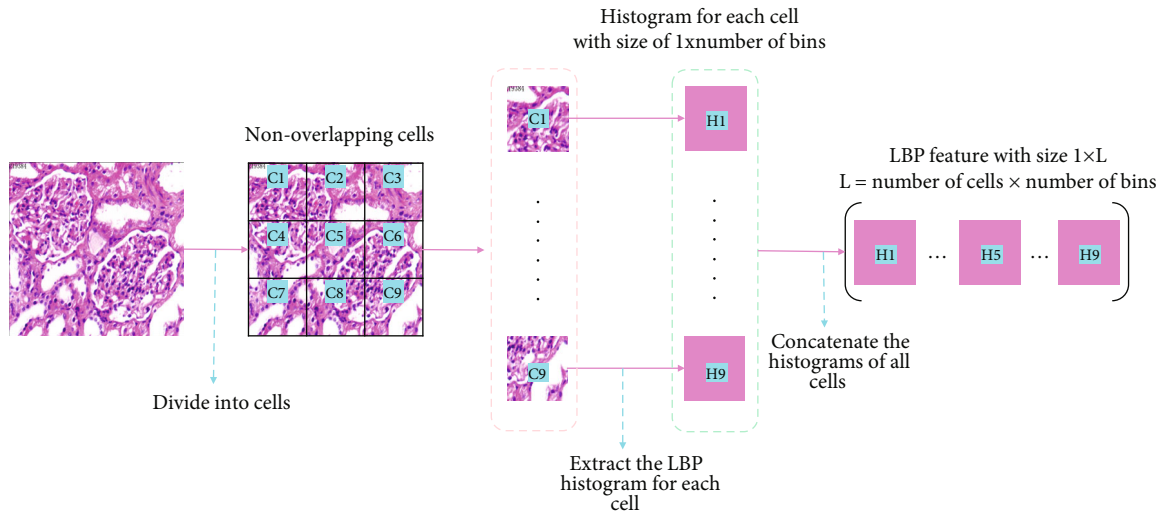 Histogram for each cell
with size of 1xnumber of bins
Non-overlapping cells
C1
C2
C3
C4
C5
C6
C7
C8
C9
Divide into cells
C1
H1
C9
H9
Extract the LBP
histogram for each
cell
LBP feature with size 1×L
L = number of cells × number of bins
H1 ... H5 ... H9
Concatenate the
histograms of all
cells